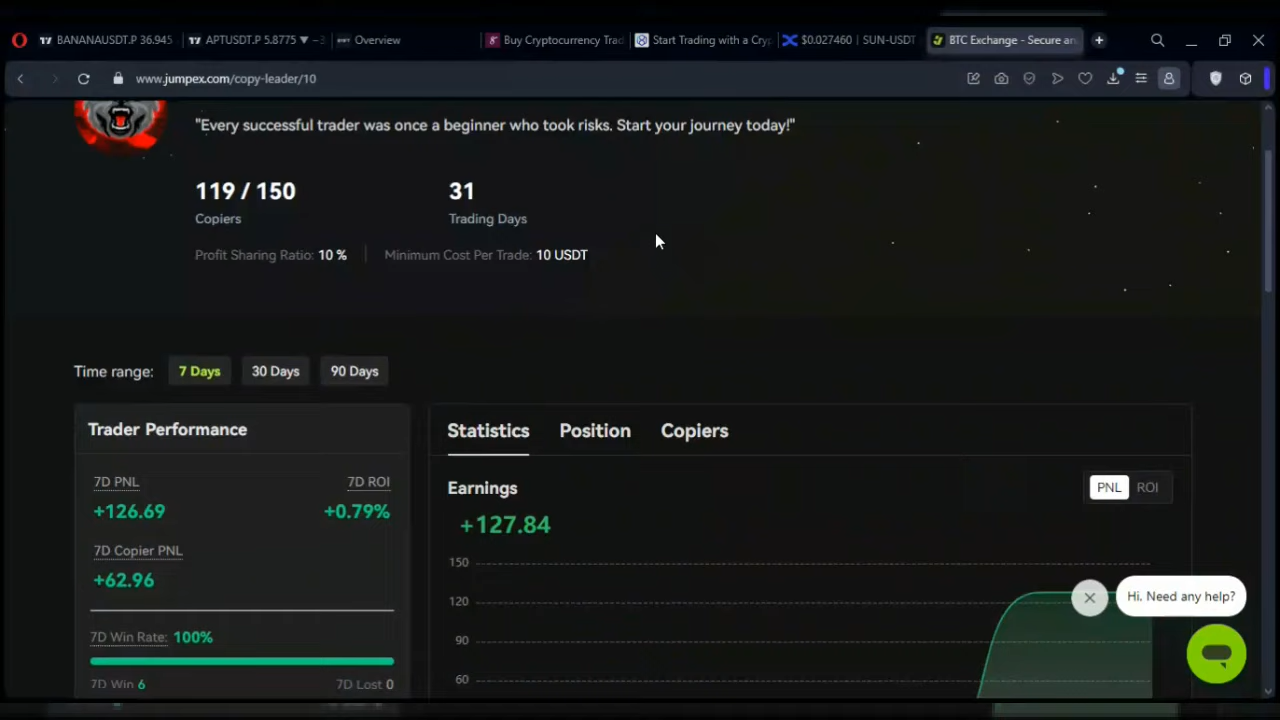 BANANAUSDT.P 36.945
APTUSDT.P 5.8775 ▼ −3
Overview
Buy Cryptocurrency Trad
Start Trading with a Cryp
$0.027460 | SUN-USDT
BTC Exchange - Secure an
www.jumpex.com/copy-leader/10
"Every successful trader was once a beginner who took risks. Start your journey today!"
119 / 150
31
Copiers
Trading Days
Profit Sharing Ratio: 10 %
Minimum Cost Per Trade: 10 USDT
Time range:
7 Days
30 Days
90 Days
Trader Performance
7D PNL
7D ROI
+126.69
+0.79%
7D Copier PNL
+62.96
7D Win Rate: 100%
7D Win 6
7D Lost 0
Statistics
Position
Copiers
Earnings
PNL
ROI
+127.84
150
120
90
60
Hi. Need any help?